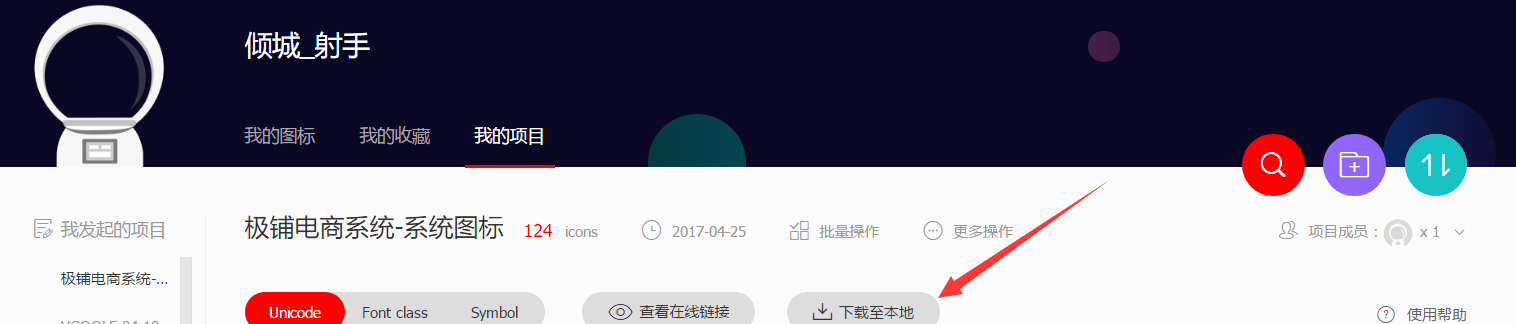 倾城_射手
我的图标 我的收藏 我的项目
我发起的项目
极铺电商系统-...
极铺电商系统-系统图标 124 icons 2017-04-25 批量操作 更多操作 项目成员： x 1
Unicode Font class Symbol 查看在线链接 下载至本地 使用帮助